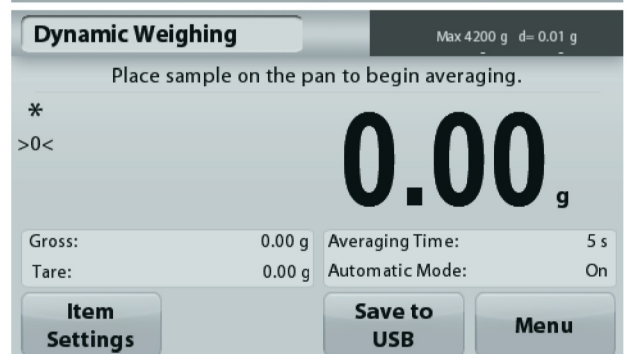 Dynamic Weighing
Max 4200 g d= 0.01 g
Place sample on the pan to begin averaging.
*
>0<
0.00 g
Gross: 0.00 g Averaging Time: 5 s
Tare: 0.00 g Automatic Mode: On
Item Settings
Save to USB
Menu